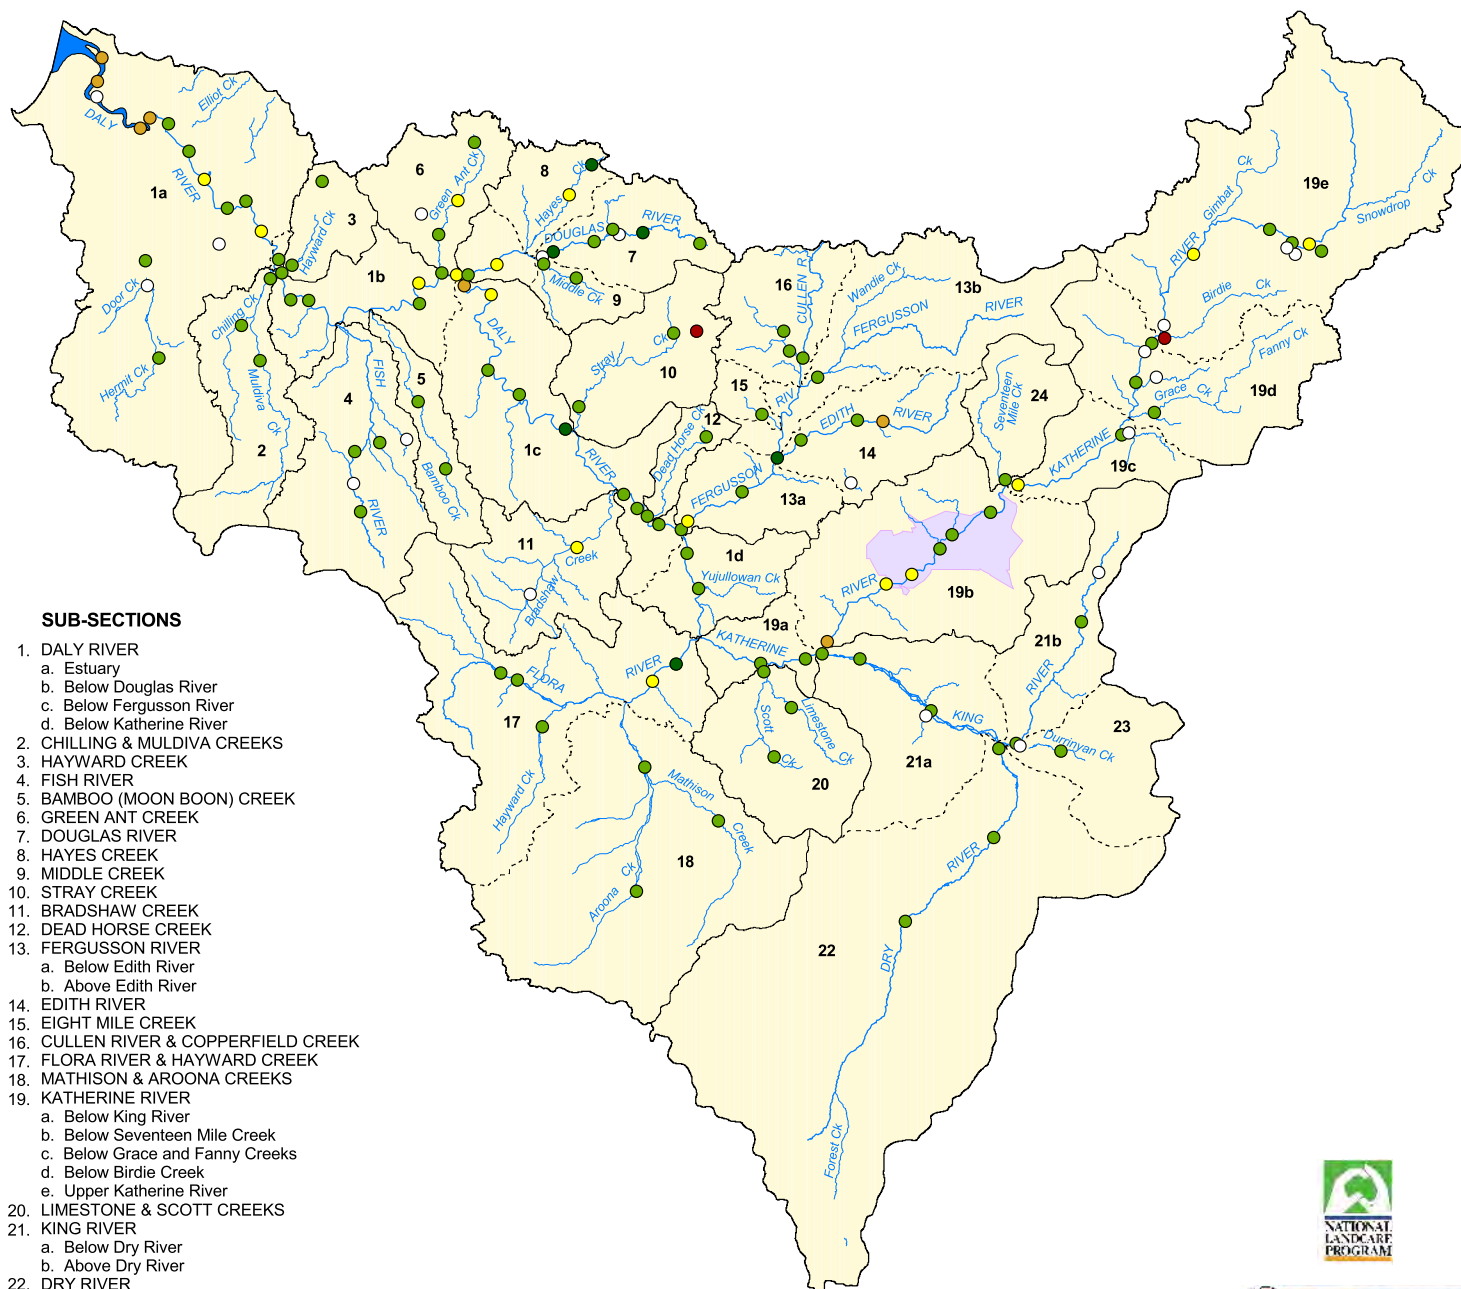 Elliot Ck
DALY
RIVER
1a
Door Ck
Hermit Ck
Chilling Ck
Muldiva
Ck
2
3
Hayward Ck
1b
6
Green Ant Ck
8
Hayes Ck
DOUGLAS RIVER
7
Middle Ck
9
DALY
Stray Ck
10
4
FISH
RIVER
5
Bamboo Ck
1c
RIVER
12
Dead Horse Ck
11
Bradshaw Creek
16
CULLEN R
Wandie Ck
13b
FERGUSSON RIVER
15
RIV
EDITH RIVER
14
FERGUSSON
13a
24
Seventeen
Mile Ck
19e
Gimbat Ck
RIVER
Snowdrop Ck
Birdie Ck
Fanny Ck
Grace Ck
19d
KATHERINE
19c
1d
Yujullowan Ck
RIVER
19b
19a
KATHERINE
21b
RIVER
FLORA
RIVER
17
Hayward Ck
Scott
Ck
Limestone
Ck
20
KING
21a
Durrinyan Ck
23
Mathison
Creek
18
Aroona Ck
RIVER
DRY
22
Forest Ck
SUB-SECTIONS
1. DALY RIVER
a. Estuary
b. Below Douglas River
c. Below Fergusson River
d. Below Katherine River
2. CHILLING & MULDIVA CREEKS
3. HAYWARD CREEK
4. FISH RIVER
5. BAMBOO (MOON BOON) CREEK
6. GREEN ANT CREEK
7. DOUGLAS RIVER
8. HAYES CREEK
9. MIDDLE CREEK
10. STRAY CREEK
11. BRADSHAW CREEK
12. DEAD HORSE CREEK
13. FERGUSSON RIVER
a. Below Edith River
b. Above Edith River
14. EDITH RIVER
15. EIGHT MILE CREEK
16. CULLEN RIVER & COPPERFIELD CREEK
17. FLORA RIVER & HAYWARD CREEK
18. MATHISON & AROONA CREEKS
19. KATHERINE RIVER
a. Below King River
b. Below Seventeen Mile Creek
c. Below Grace and Fanny Creeks
d. Below Birdie Creek
e. Upper Katherine River
20. LIMESTONE & SCOTT CREEKS
21. KING RIVER
a. Below Dry River
b. Above Dry River
22. DRY RIVER
NATIONAL
LANDCARE
PROGRAM